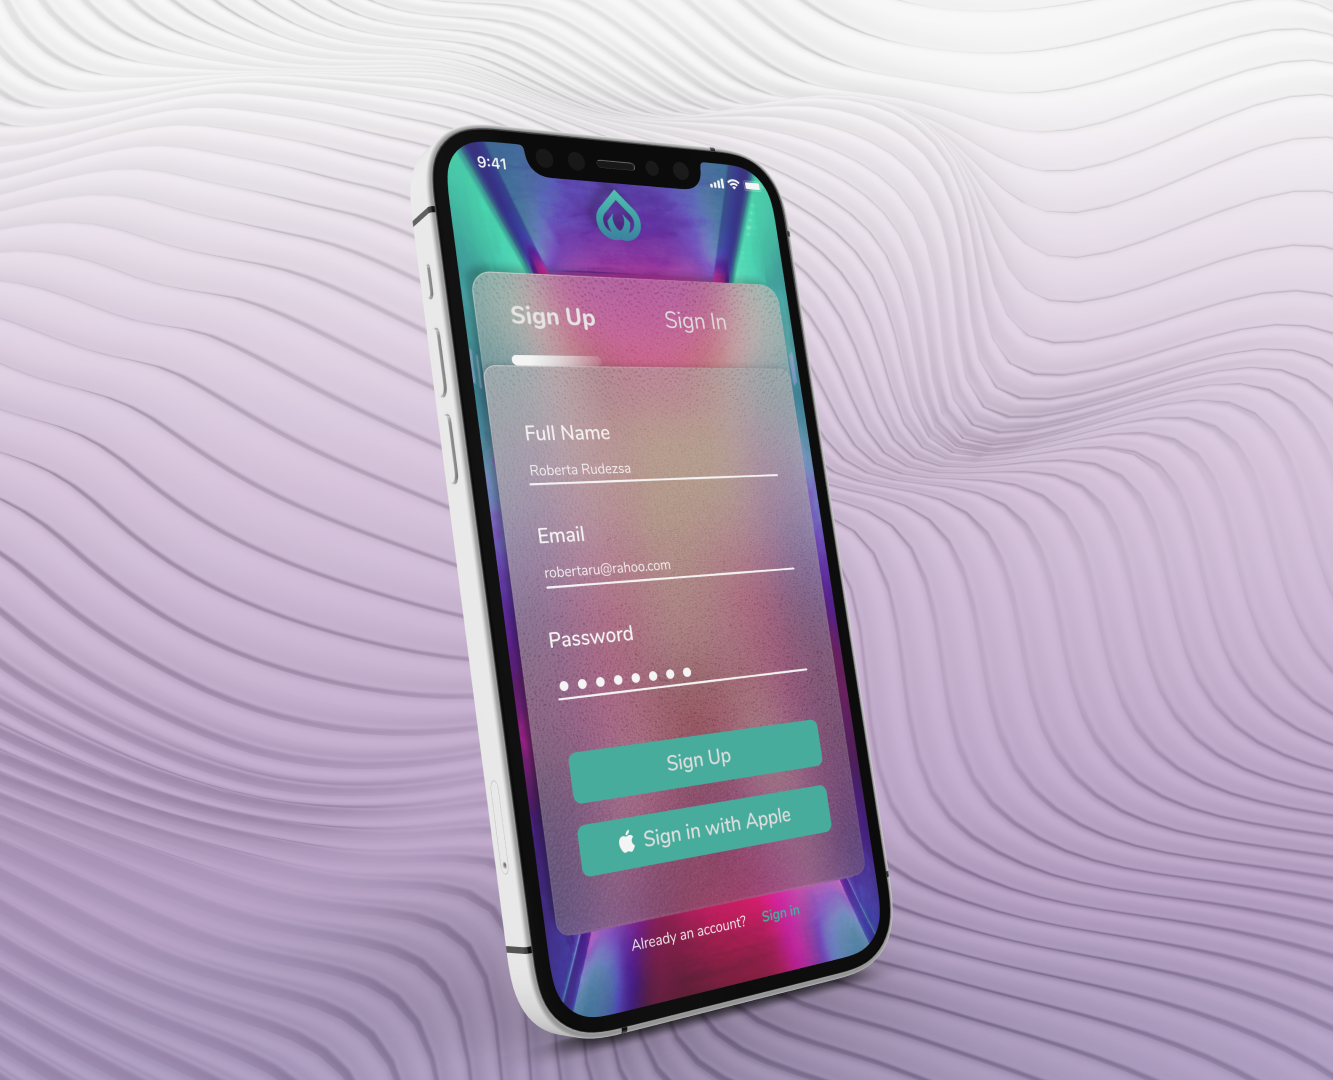 9:41
Sign Up
Sign In
Full Name
Roberta Rudezsa
Email
robertaru@rahoo.com
Password
Sign Up
Sign in with Apple
Already an account? Sign in